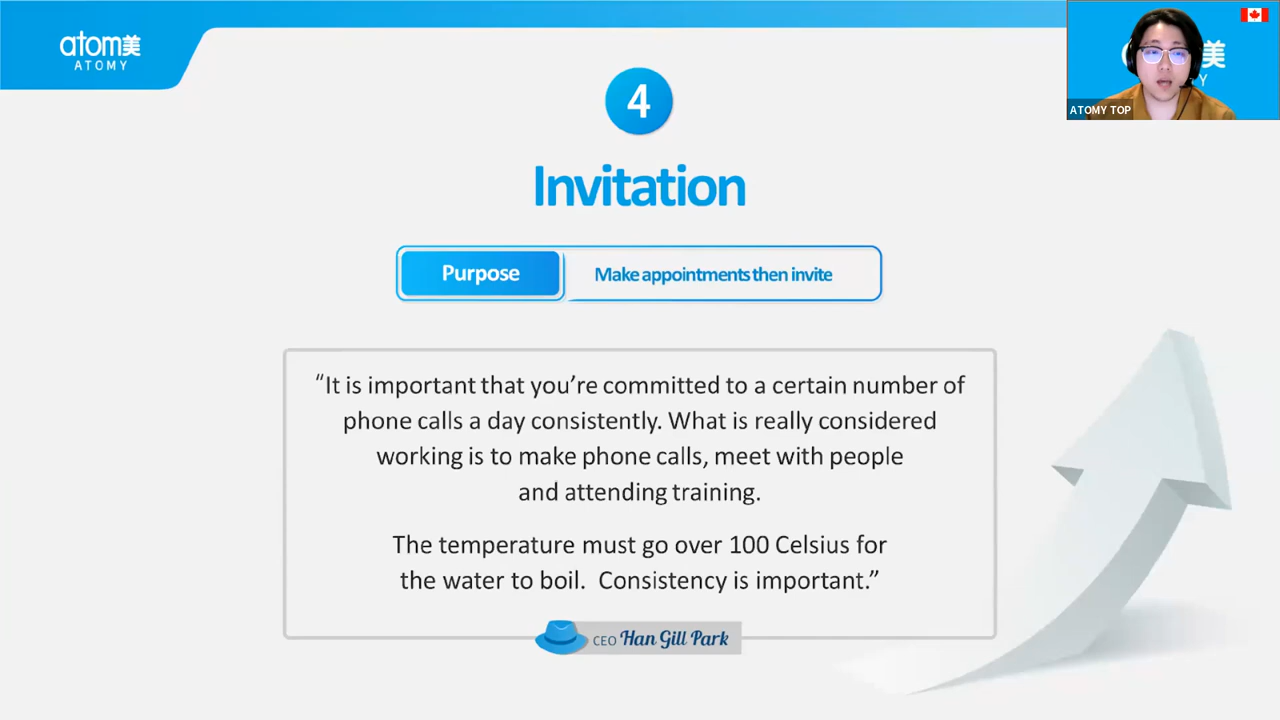 atom美
ATOMY
美
Y
ATOMY TOP
4
Invitation
Purpose
Make appointments then invite
“It is important that you’re committed to a certain number of
phone calls a day consistently. What is really considered
working is to make phone calls, meet with people
and attending training.
The temperature must go over 100 Celsius for
the water to boil. Consistency is important.”
CEO Han Gill Park